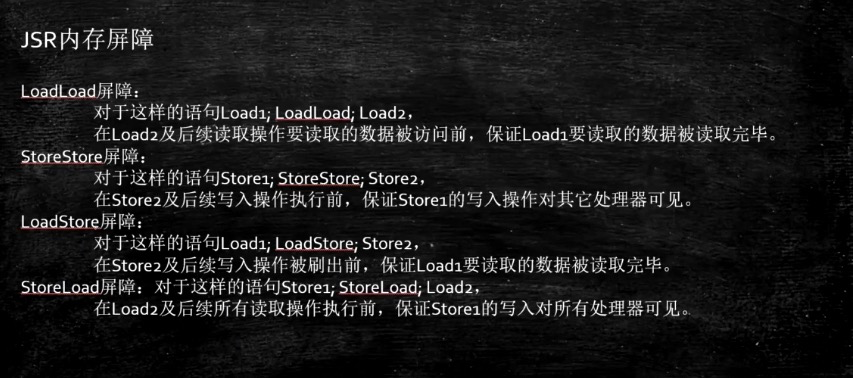 JSR内存屏障
LoadLoad屏障：
对于这样的语句Load1; LoadLoad; Load2，
在Load2及后续读取操作要读取的数据被访问前，保证Load1要读取的数据被读取完毕。
StoreStore屏障：
对于这样的语句Store1; StoreStore; Store2，
在Store2及后续写入操作执行前，保证Store1的写入操作对其它处理器可见。
LoadStore屏障：
对于这样的语句Load1; LoadStore; Store2，
在Store2及后续写入操作被刷出前，保证Load1要读取的数据被读取完毕。
StoreLoad屏障：对于这样的语句Store1; StoreLoad; Load2，
在Load2及后续所有读取操作执行前，保证Store1的写入对所有处理器可见。